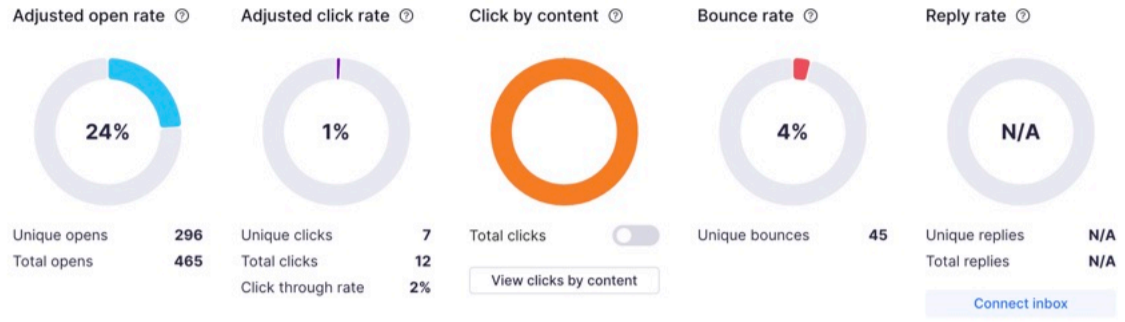 Adjusted open rate
24%
Unique opens 296
Total opens 465
Adjusted click rate
1%
Unique clicks 7
Total clicks 12
Click through rate 2%
Click by content
Total clicks
View clicks by content
Bounce rate
4%
Unique bounces 45
Reply rate
N/A
Unique replies N/A
Total replies N/A
Connect inbox